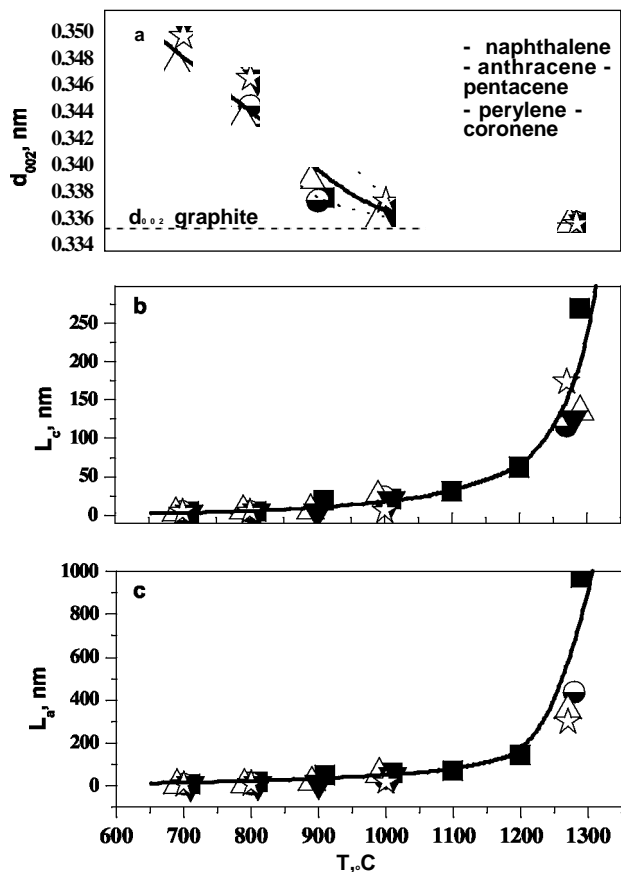 a
0.350
0.348
0.346
0.344
0.340
0.338
0.336
0.334
d002, nm
- naphthalene
- anthracene -
pentacene
- perylene -
coronene
d002 graphite
b
250
200
150
100
50
0
Lc, nm
c
1000
800
600
400
200
0
La, nm
600 700 800 900 1000 1100 1200 1300
T,°C